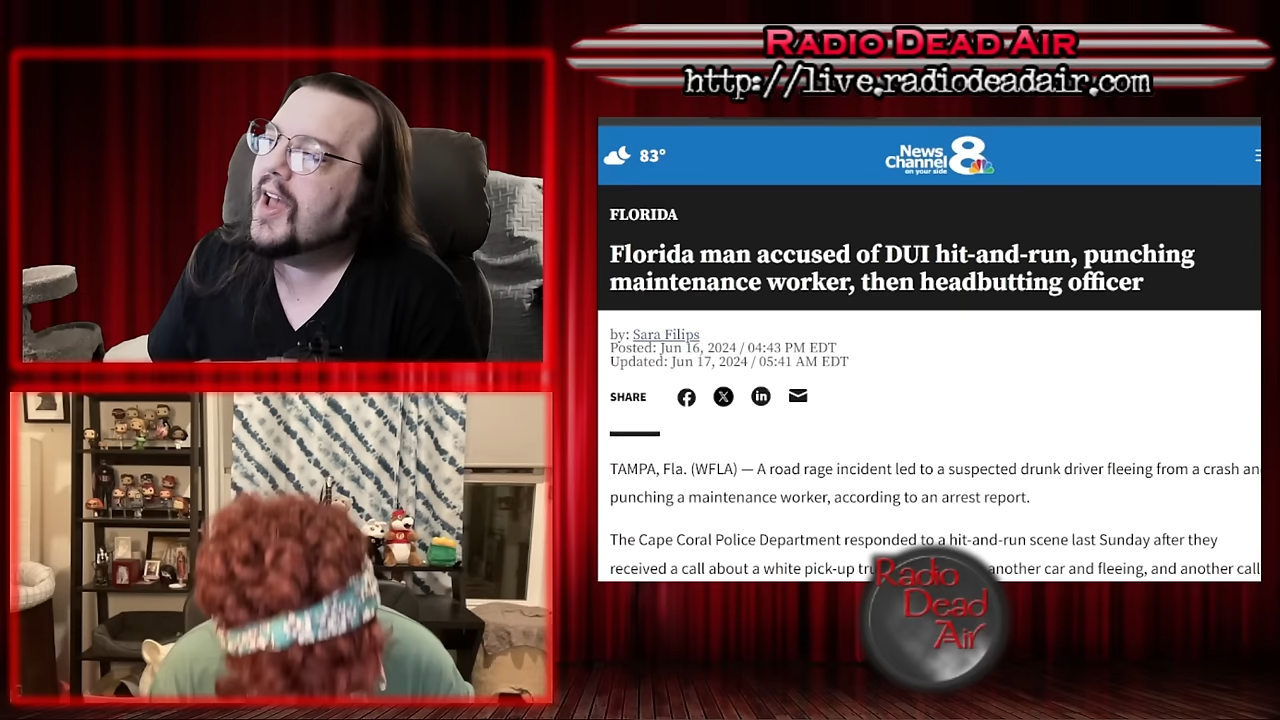 Radio Dead Air
http://live.radiodeadair.com
83°
News
Channel
8
on your side
FLORIDA
Florida man accused of DUI hit-and-run, punching
maintenance worker, then headbutting officer
by: Sara Filips
Posted: Jun 16, 2024 / 04:43 PM EDT
Updated: Jun 17, 2024 / 05:41 AM EDT
SHARE
TAMPA, Fla. (WFLA) — A road rage incident led to a suspected drunk driver fleeing from a crash
punching a maintenance worker, according to an arrest report.
The Cape Coral Police Department responded to a hit-and-run scene last Sunday after they
received a call about a white pick-up another car and fleeing, and another call
Radio
Dead
Air